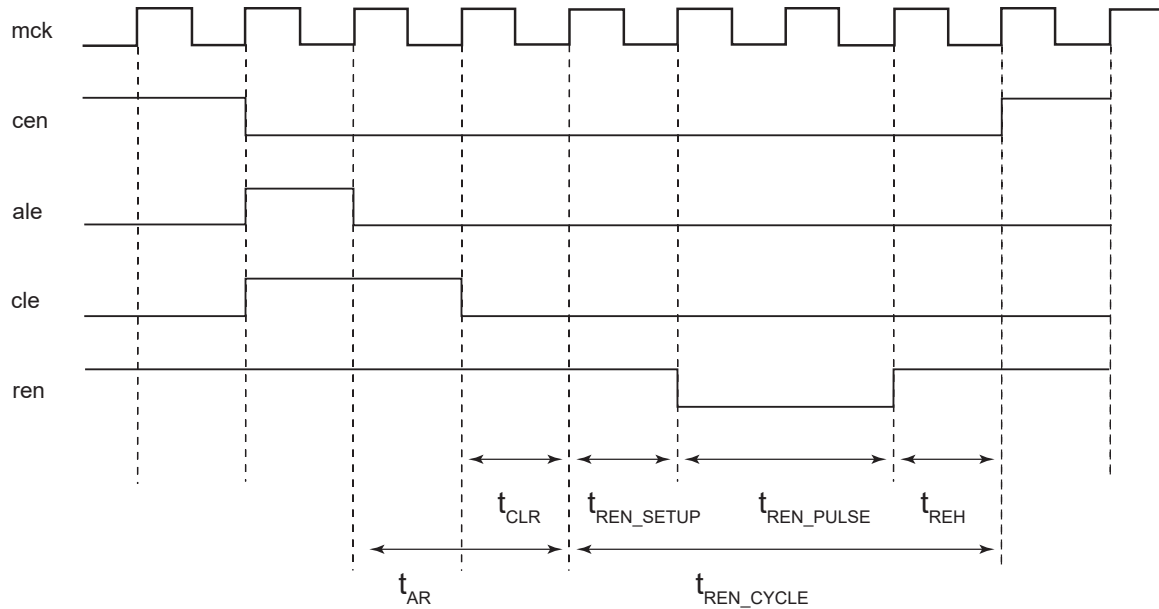 mck
cen
ale
cle
ren
tCLR tREN_SETUP tREN_PULSE tREH
tAR tREN_CYCLE